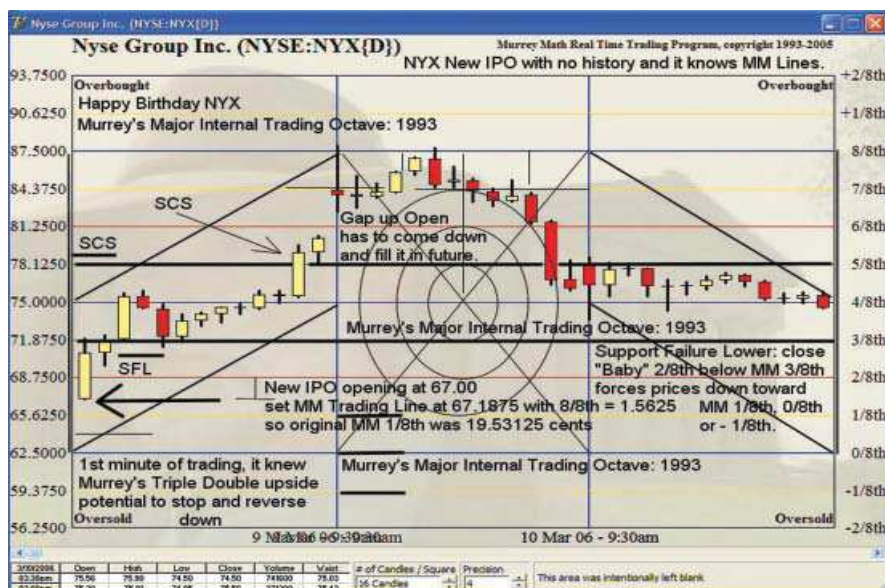 Nyse Group Inc. (NYSE:NYX{D})
Nyse Group Inc. (NYSE:NYX{D})
Murrey Math Real Time Trading Program, copyright 1993-2005
NYX New IPO with no history and it knows MM Lines.
93.7500
+2/8th
Overbought
Overbought
Happy Birthday NYX
90.6250
+1/8th
Murrey's Major Internal Trading Octave: 1993
87.5000
8/8th
84.3750
7/8th
SCS
Gap up Open
has to come down
and fill it in future.
81.2500
6/8th
SCS
78.1250
5/8th
75.0000
4/8th
Murrey's Major Internal Trading Octave: 1993
71.8750
3/8th
SFL
Support Failure Lower: close
"Baby" 2/8th below MM 3/8th
forces prices down toward
MM 1/8th, 0/8th
or - 1/8th.
68.7500
2/8th
New IPO opening at 67.00
set MM Trading Line at 67.1875 with 8/8th = 1.5625
so original MM 1/8th was 19.53125 cents
65.6250
1/8th
62.5000
0/8th
1st minute of trading, it knew
Murrey's Triple Double upside
potential to stop and reverse
down
Murrey's Major Internal Trading Octave: 1993
59.3750
-1/8th
Oversold
Oversold
56.2500
-2/8th
10 Mar 06 - 9:30am
Open High Low Close Volume
# of Candles / Square Precision
75.56 75.90 74.50 74.50 75.03
16 Candles 4
This area was intentionally left blank